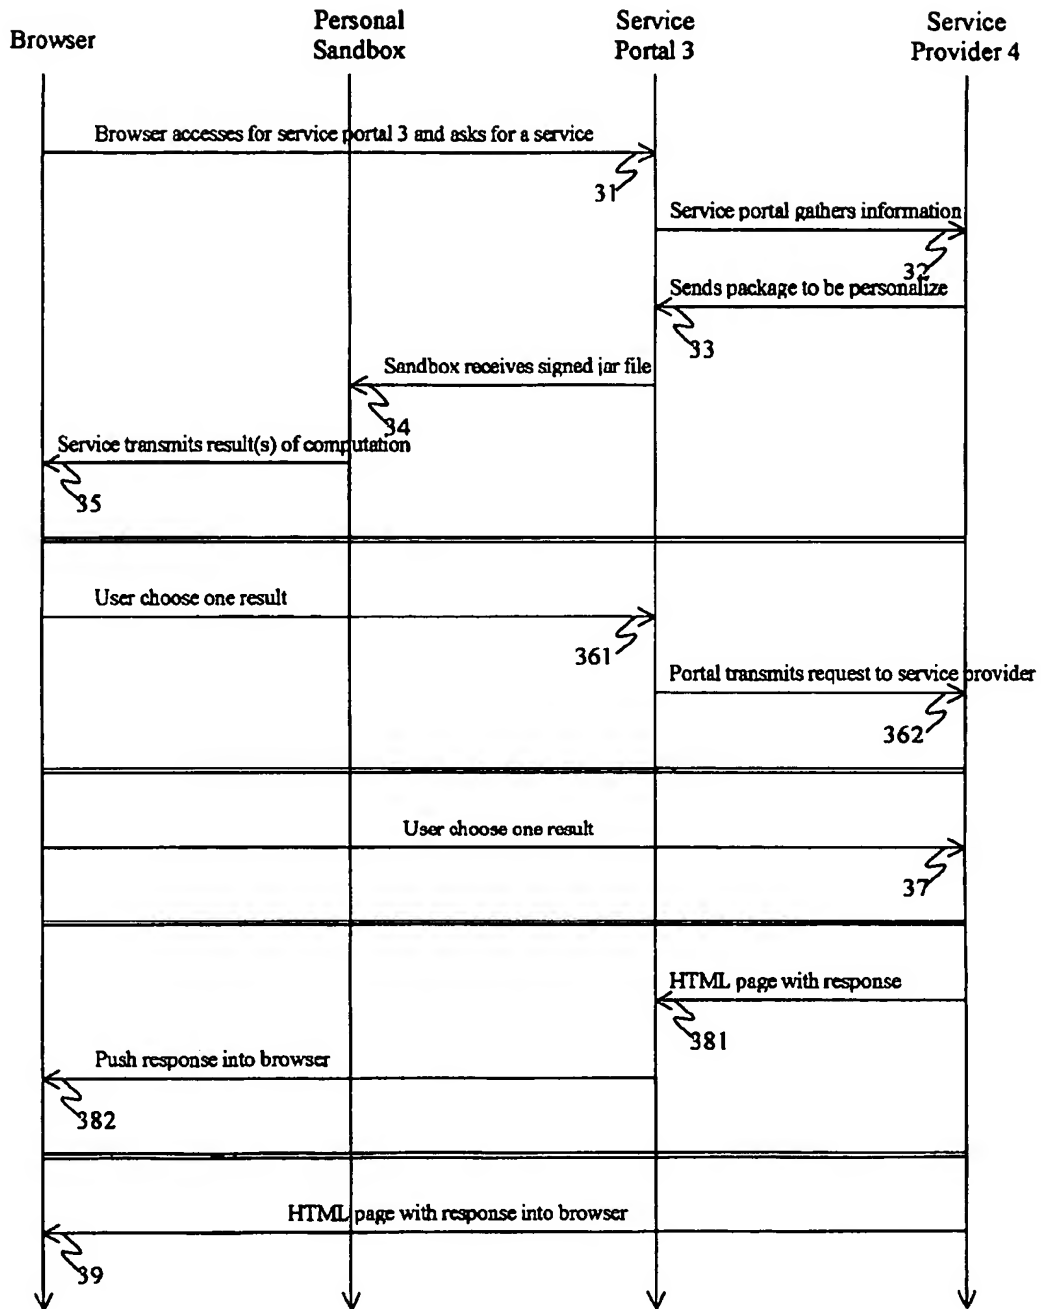 Browser
Personal
Sandbox
Service
Portal 3
Service
Provider 4
Browser accesses for service portal 3 and asks for a service
31
Service portal gathers information
32
Sends package to be personalize
33
Sandbox receives signed jar file
34
Service transmits result(s) of computation
35
User choose one result
361
Portal transmits request to service provider
362
User choose one result
37
HTML page with response
381
Push response into browser
382
HTML page with response into browser
39